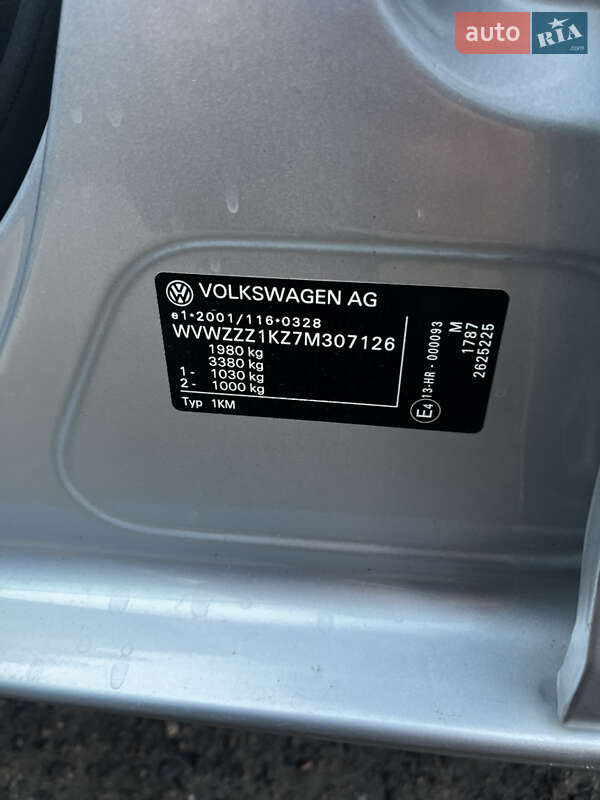 auto RIA
.com
VOLKSWAGEN AG
e1*2001/116*0328
WVWZZZ1KZ7M307126
1980 kg
3380 kg
1- 1030 kg
2- 1000 kg
Typ 1KM
E4 13-HR - 000093
M
1787
2625225